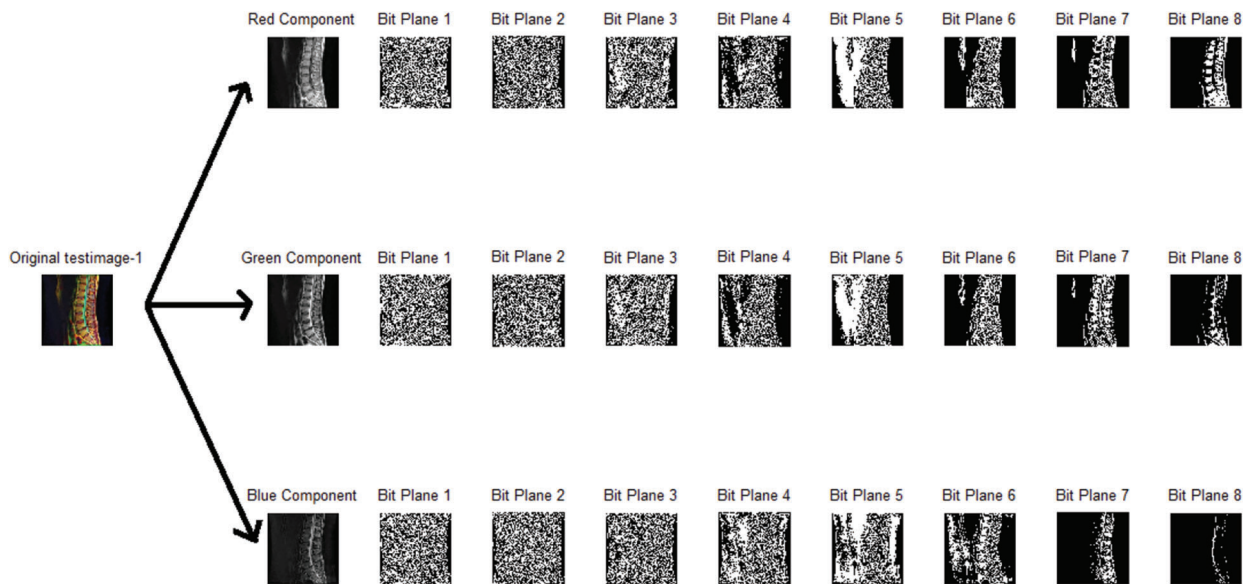 Red Component Bit Plane 1 Bit Plane 2 Bit Plane 3 Bit Plane 4 Bit Plane 5 Bit Plane 6 Bit Plane 7 Bit Plane 8
Original testimage-1 Green Component Bit Plane 1 Bit Plane 2 Bit Plane 3 Bit Plane 4 Bit Plane 5 Bit Plane 6 Bit Plane 7 Bit Plane 8
Blue Component Bit Plane 1 Bit Plane 2 Bit Plane 3 Bit Plane 4 Bit Plane 5 Bit Plane 6 Bit Plane 7 Bit Plane 8